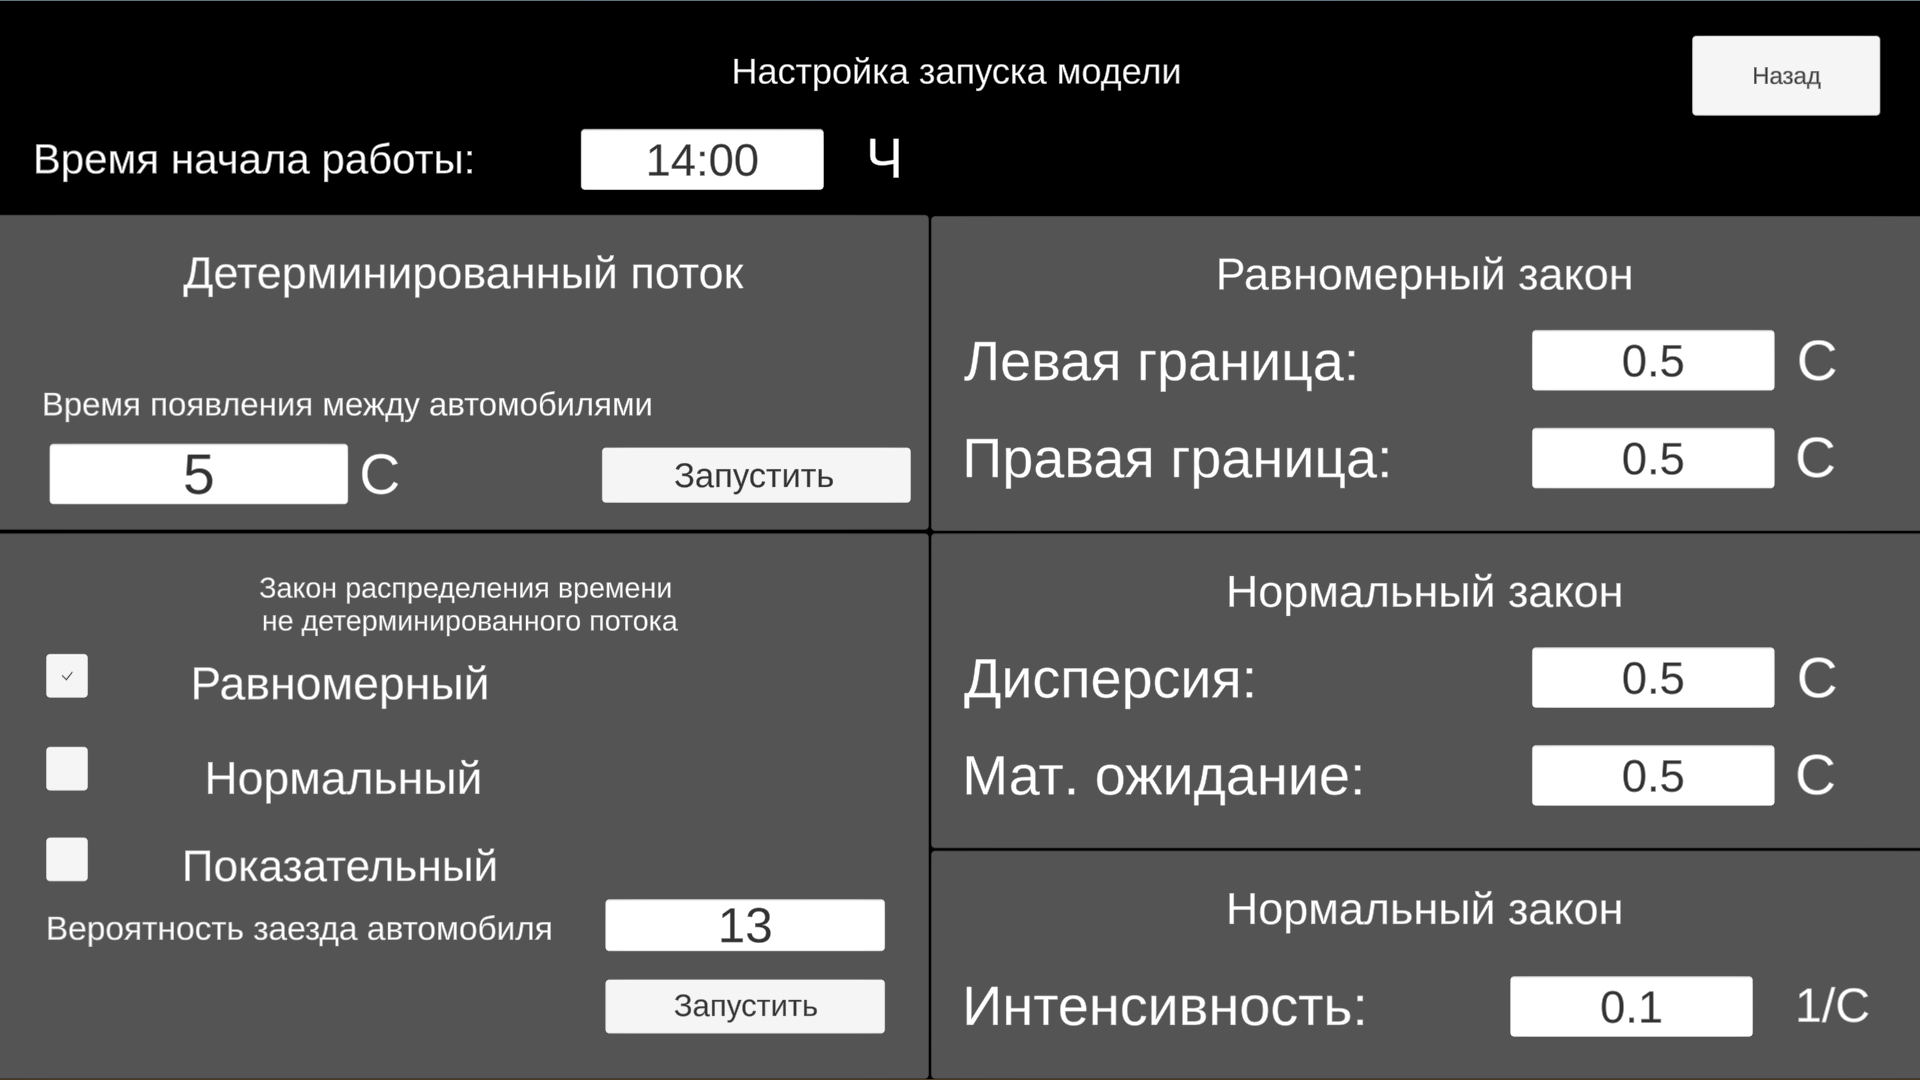 Настройка запуска модели
Назад
Время начала работы: 14:00 Ч
Детерминированный поток
Время появления между автомобилями
5 С Запустить
Закон распределения времени
не детерминированного потока
Равномерный
Нормальный
Показательный
Вероятность заезда автомобиля 13
Запустить
Равномерный закон
Левая граница: 0.5 С
Правая граница: 0.5 С
Нормальный закон
Дисперсия: 0.5 С
Мат. ожидание: 0.5 С
Нормальный закон
Интенсивность: 0.1 1/С